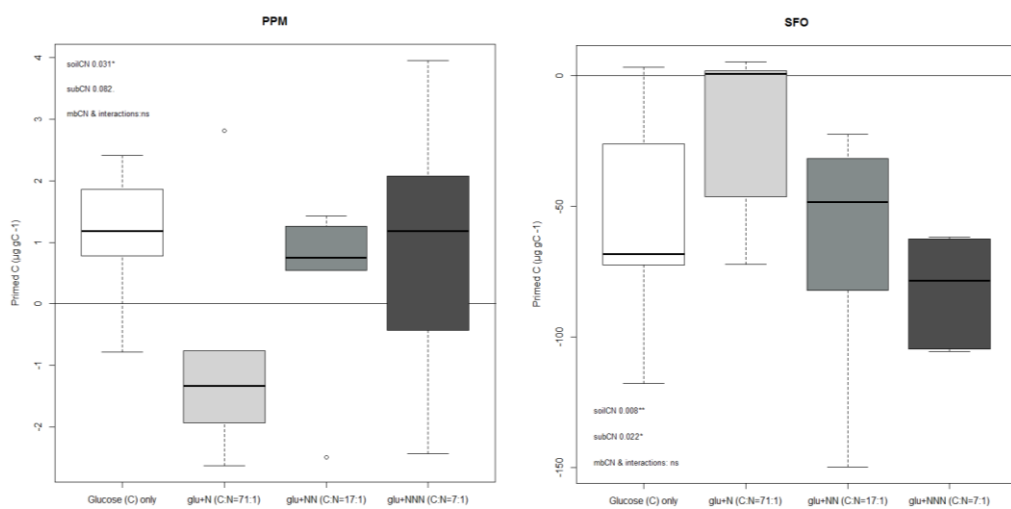 PPM
Primed C (µg gC -1)
4
3
2
1
0
-1
-2
soilCN 0.031*
subCN 0.082.
mbCN & interactions:ns
Glucose (C) only
glu+N (C:N=71:1)
glu+NN (C:N=17:1)
glu+NNN (C:N=7:1)
SFO
Primed C (µg gC -1)
0
-50
-100
-150
soilCN 0.008**
subCN 0.022*
mbCN & interactions: ns
Glucose (C) only
glu+N (C:N=71:1)
glu+NN (C:N=17:1)
glu+NNN (C:N=7:1)